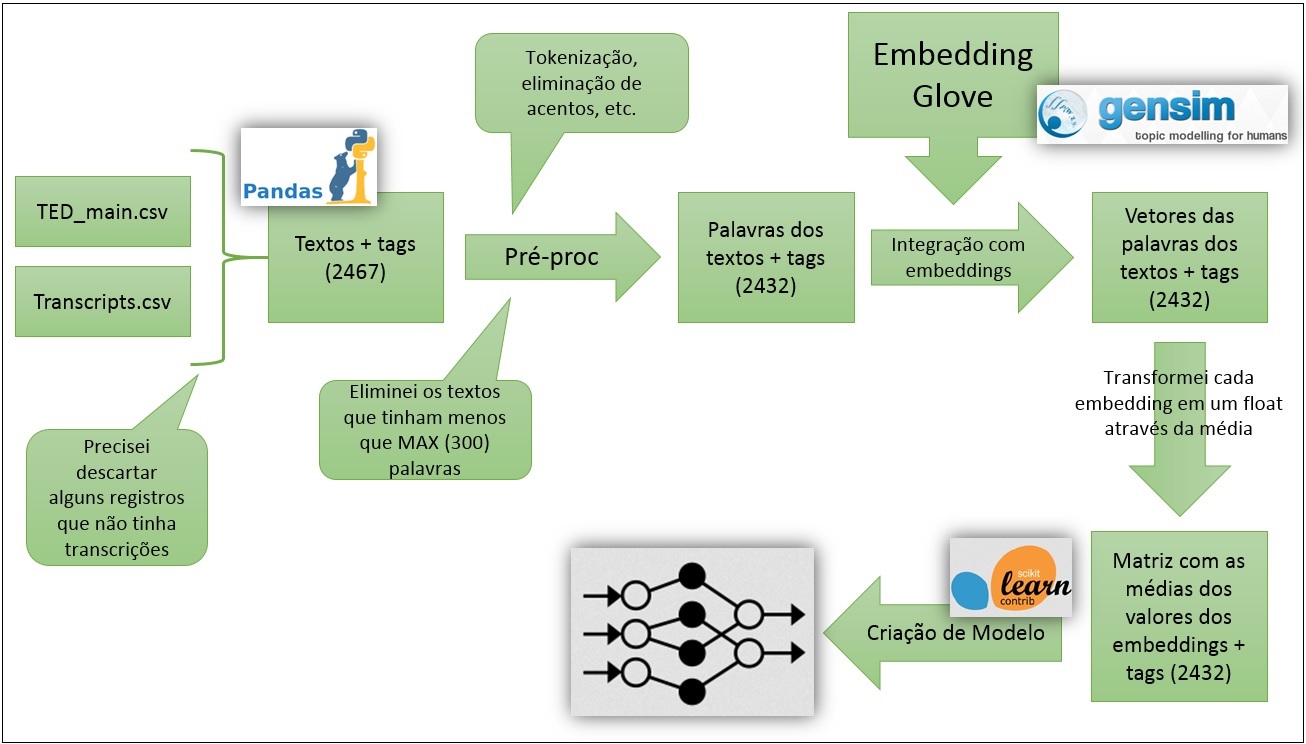 TED_main.csv
Transcripts.csv
Precisei
descartar
alguns registros
que não tinha
transcrições
Pandas
Textos + tags
(2467)
Tokenização,
eliminação de
acentos, etc.
Pré-proc
Eliminei os textos
que tinham menos
que MAX (300)
palavras
Palavras dos
textos + tags
(2432)
Embedding
Glove
gensim
topic modelling for humans
Integração com
embeddings
Vetores das
palavras dos
textos + tags
(2432)
Transformei cada
embedding em um float
através da média
Matriz com as
médias dos
valores dos
embeddings +
tags (2432)
scikit
learn
contrib
Criação de Modelo